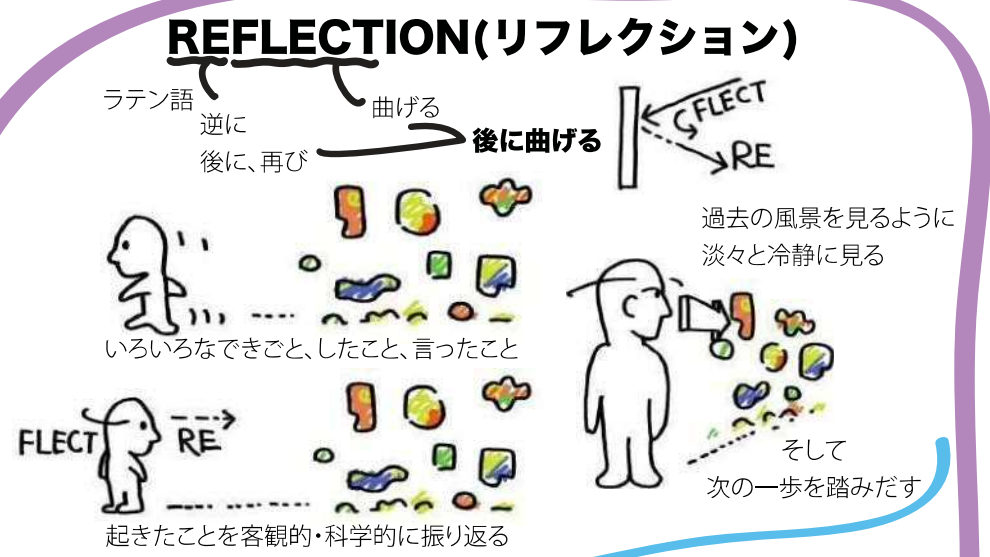 REFLECTION(リフレクション)
ラテン語
逆に
後に、再び
曲げる
後に曲げる
FLECT
RE
過去の風景を見るように
淡々と冷静に見る
いろいろなできごと、したこと、言ったこと
FLECT
RE
起きたことを客観的・科学的に振り返る
そして
次の一歩を踏みだす